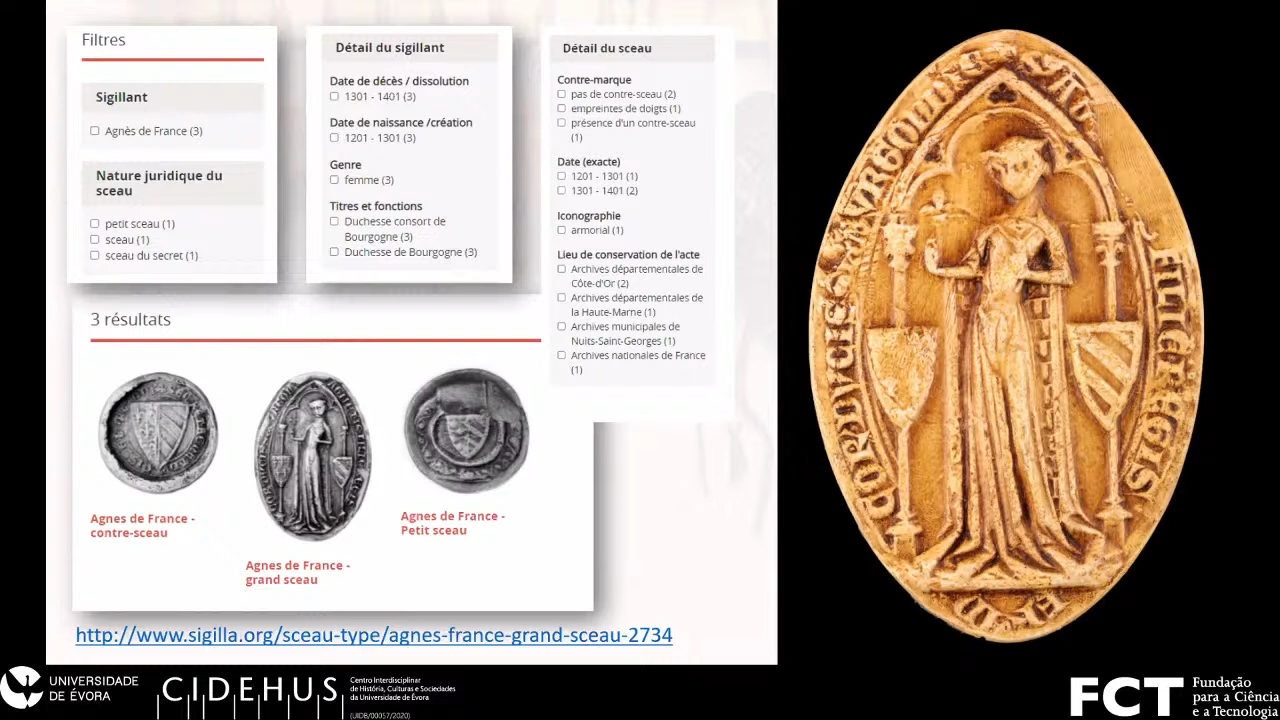 Filtres
Sigillant
Agnès de France (3)
Nature juridique du
sceau
petit sceau (1)
sceau (1)
sceau du secret (1)
Détail du sigillant
Date de décès / dissolution
1301 - 1401 (3)
Date de naissance /création
1201 - 1301 (3)
Genre
femme (3)
Titres et fonctions
Duchesse consort de
Bourgogne (3)
Duchesse de Bourgogne (3)
Détail du sceau
Contre-marque
pas de contre-sceau (2)
empreintes de doigts (1)
présence d'un contre-sceau
(1)
Date (exacte)
1201 - 1301 (1)
1301 - 1401 (2)
Iconographie
armorial (1)
Lieu de conservation de l'acte
Archives départementales de
Côte-d'Or (2)
Archives départementales de
la Haute-Marne (1)
Archives municipales de
Nuits-Saint-Georges (1)
Archives nationales de France
(1)
3 résultats
Agnes de France -
contre-sceau
Agnes de France -
grand sceau
Agnes de France -
Petit sceau
http://www.sigilla.org/sceau-type/agnes-france-grand-sceau-2734
UNIVERSIDADE
DE ÉVORA
CIDEHUS
Centro Interdisciplinar
de História, Culturas e Sociedades
da Universidade de Évora
(UIDB/00057/2020)
FCT
Fundação
para a Ciência
e a Tecnologia